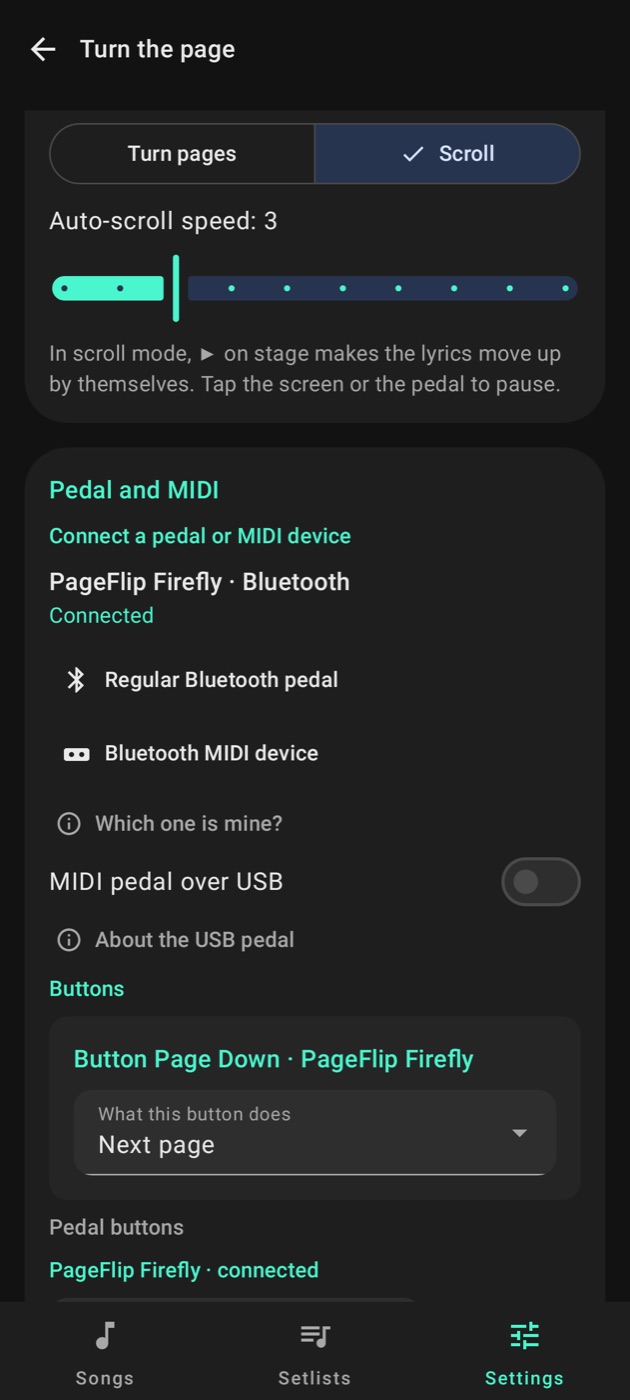 Turn the page
Turn pages
Scroll
Auto-scroll speed: 3
In scroll mode, ► on stage makes the lyrics move up
by themselves. Tap the screen or the pedal to pause.
Pedal and MIDI
Connect a pedal or MIDI device
PageFlip Firefly · Bluetooth
Connected
Regular Bluetooth pedal
Bluetooth MIDI device
Which one is mine?
MIDI pedal over USB
About the USB pedal
Buttons
Button Page Down · PageFlip Firefly
What this button does
Next page
Pedal buttons
PageFlip Firefly · connected
Songs
Setlists
Settings